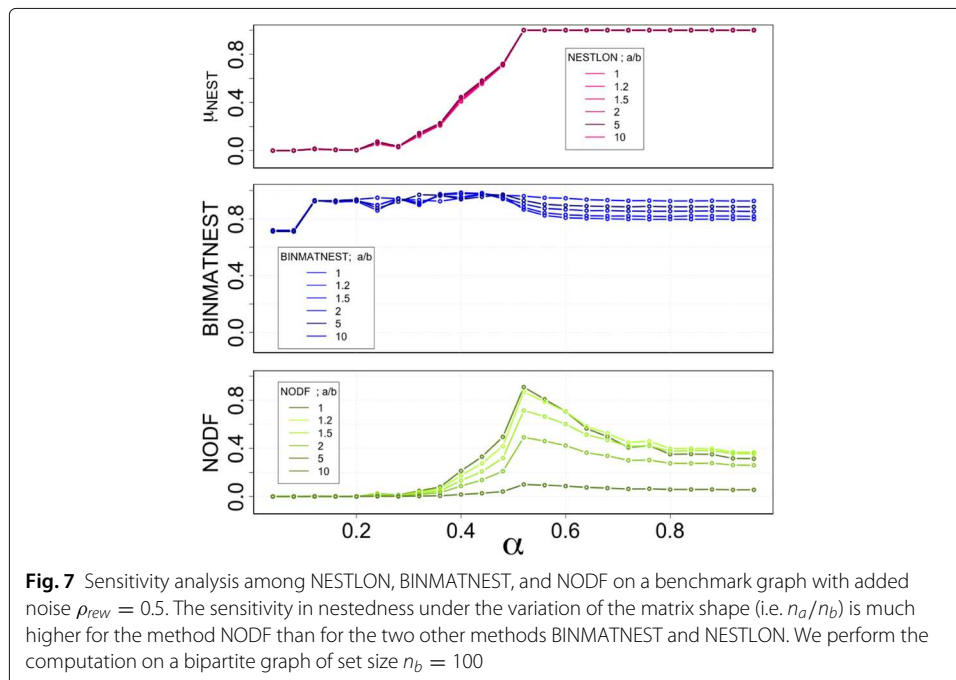 μNEST
0.0 0.4 0.8
NESTLON ; a/b
1
1.2
1.5
2
5
10
BINMATNEST
0.0 0.4 0.8
BINMATNEST; a/b
1
1.2
1.5
2
5
10
NODF
0.0 0.4 0.8
NODF ; a/b
1
1.2
1.5
2
5
10
0.2 0.4 0.6 0.8
α
Fig. 7 Sensitivity analysis among NESTLON, BINMATNEST, and NODF on a benchmark graph with added
noise ρrew = 0.5. The sensitivity in nestedness under the variation of the matrix shape (i.e. na/nb) is much
higher for the method NODF than for the two other methods BINMATNEST and NESTLON. We perform the
computation on a bipartite graph of set size nb = 100